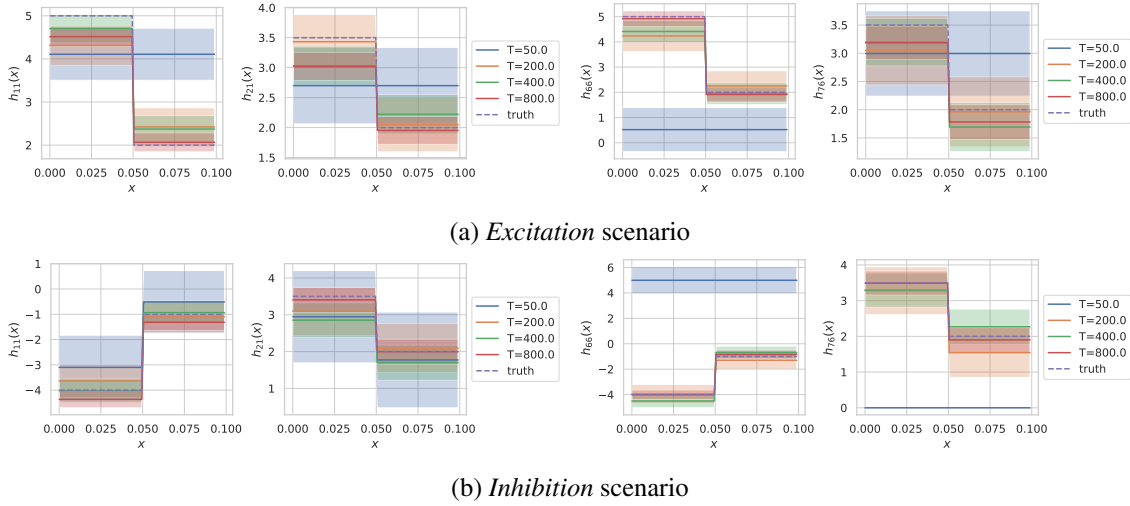 5
4
3
2
h11(x)
0.000 0.025 0.050 0.075 0.100
x
4.0
3.5
3.0
2.5
2.0
1.5
h21(x)
0.000 0.025 0.050 0.075 0.100
x
T=50.0
T=200.0
T=400.0
T=800.0
truth
6
5
4
3
2
1
0
h66(x)
0.000 0.025 0.050 0.075 0.100
x
3.5
3.0
2.5
2.0
1.5
h76(x)
0.000 0.025 0.050 0.075 0.100
x
T=50.0
T=200.0
T=400.0
T=800.0
truth
(a) Excitation scenario
1
0
−1
−2
−3
−4
h11(x)
0.000 0.025 0.050 0.075 0.100
x
4
3
2
1
h21(x)
0.000 0.025 0.050 0.075 0.100
x
T=50.0
T=200.0
T=400.0
T=800.0
truth
6
4
2
0
−2
−4
h66(x)
0.000 0.025 0.050 0.075 0.100
x
4
3
2
1
0
h76(x)
0.000 0.025 0.050 0.075 0.100
x
T=50.0
T=200.0
T=400.0
T=800.0
truth
(b) Inhibition scenario